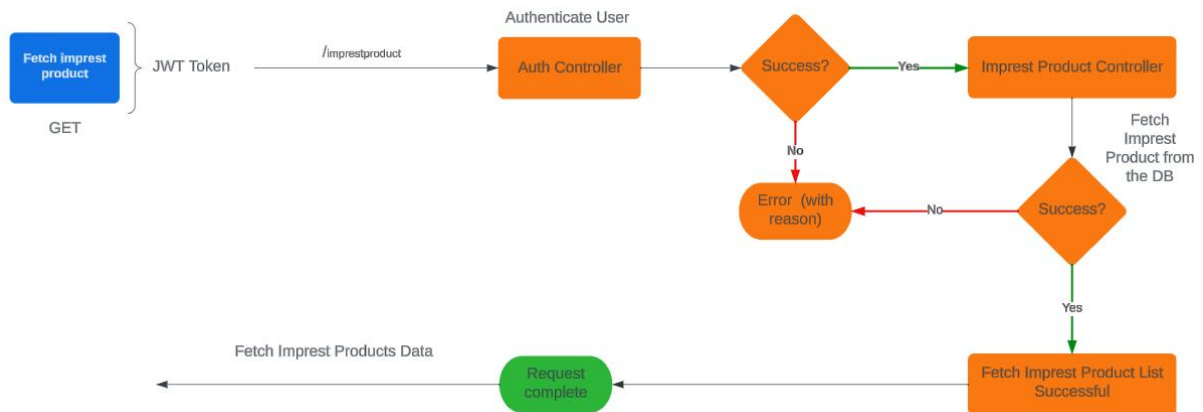 Authenticate User
Fetch imprest
product
JWT Token
/imprestproduct
Auth Controller
Success?
Yes
Imprest Product Controller
GET
Fetch
Imprest
Product from
the DB
No
Error (with
reason)
No
Success?
Yes
Fetch Imprest Products Data
Request
complete
Fetch Imprest Product List
Successful